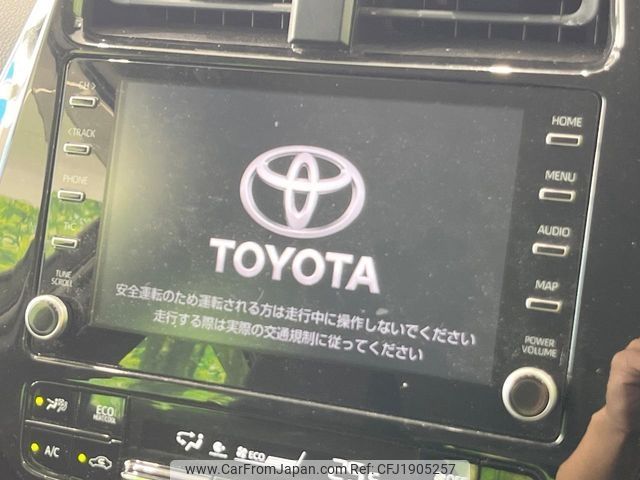 CH >
< TRACK
PHONE
TUNE
SCROLL
HOME
MENU
AUDIO
MAP
POWER
VOLUME
TOYOTA
安全運転のため運転される方は走行中に操作しないでください
走行する際は実際の交通規制に従ってください
ECO
A/C
ECO
CarFromJapan.com
©CarFromJapan - ID: CFJ1905257